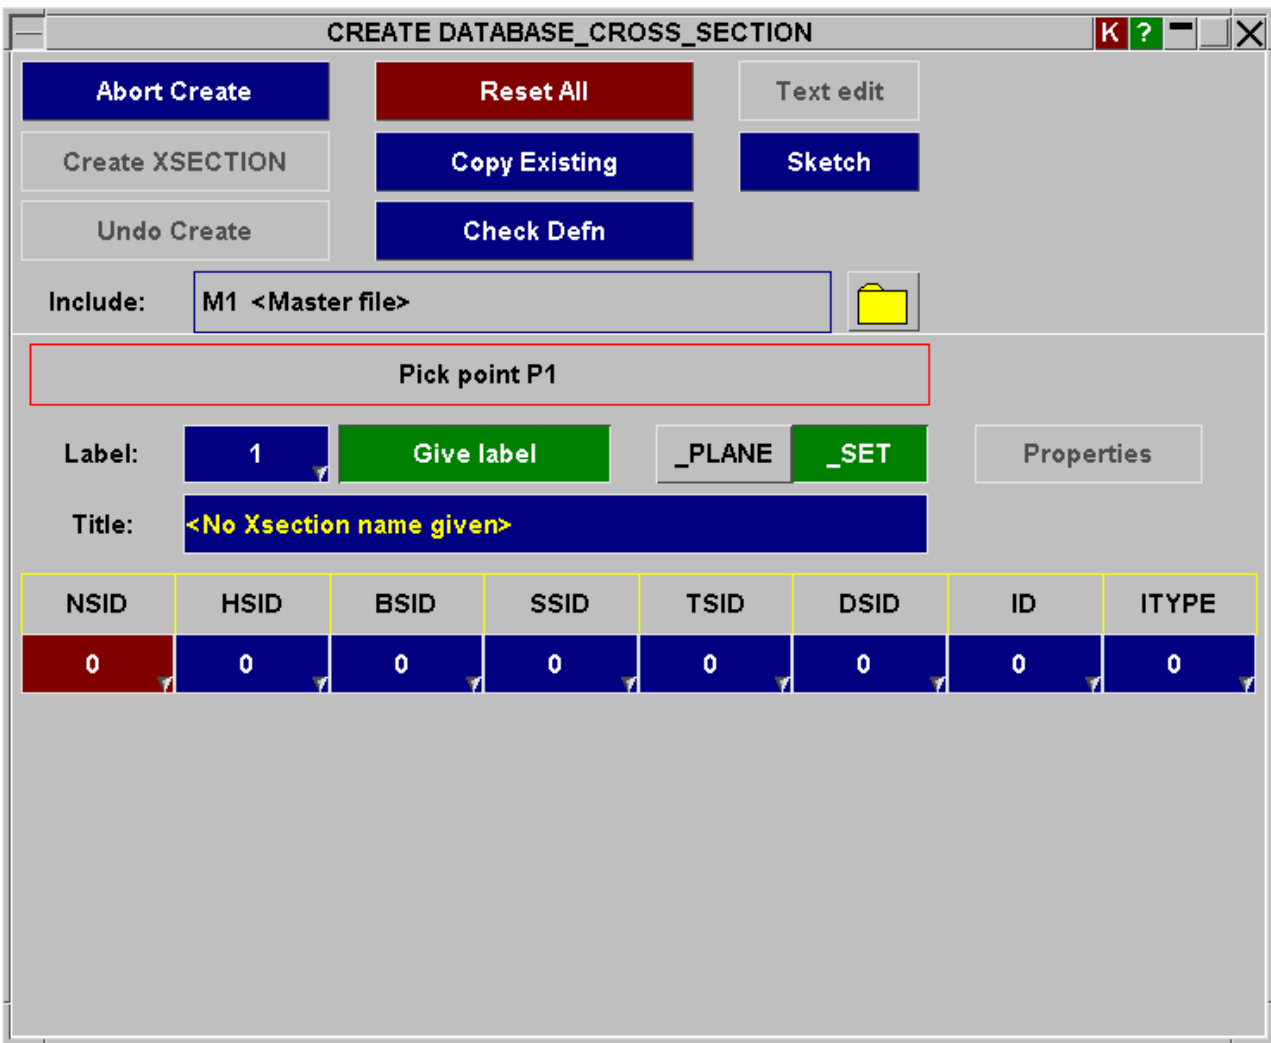 CREATE DATABASE_CROSS_SECTION K ?
Abort Create Reset All Text edit
Create XSECTION Copy Existing Sketch
Undo Create Check Defn
Include: M1 <Master file>
Pick point P1
Label: 1 Give label _PLANE _SET Properties
Title: <No Xsection name given>
NSID HSID BSID SSID TSID DSID ID ITYPE
0 0 0 0 0 0 0 0